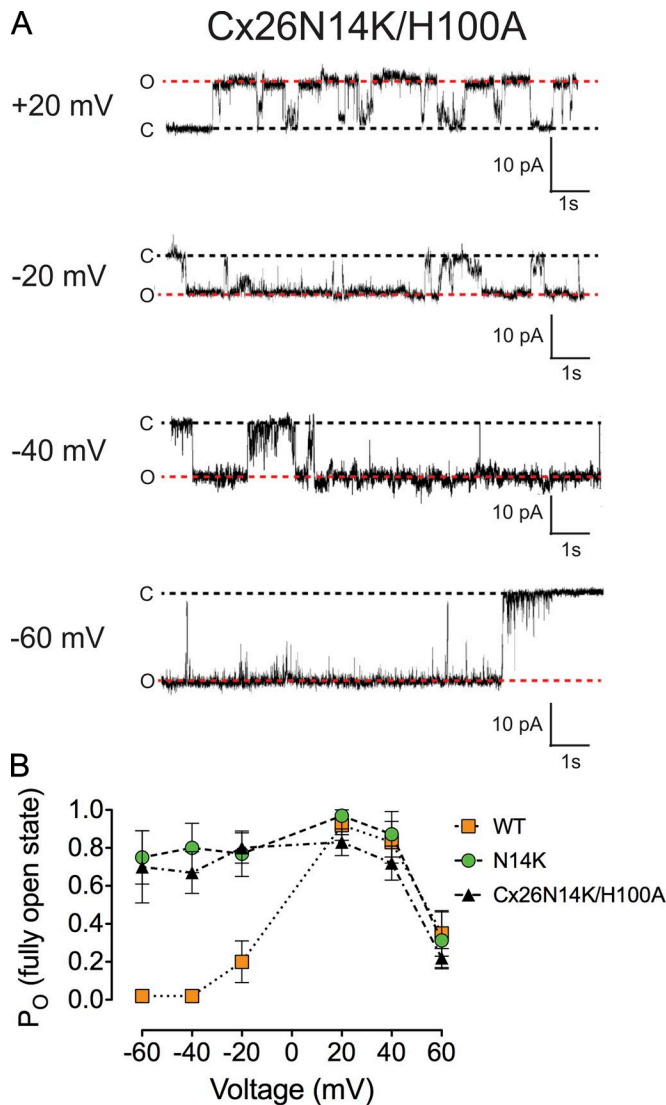 A
Cx26N14K/H100A
+20 mV
O
C
10 pA
1s
-20 mV
C
O
10 pA
1s
-40 mV
C
O
10 pA
1s
-60 mV
C
O
10 pA
1s
B
P_O (fully open state)
1.0
0.8
0.6
0.4
0.2
0.0
-60 -40 -20 0 20 40 60
Voltage (mV)
WT
N14K
Cx26N14K/H100A